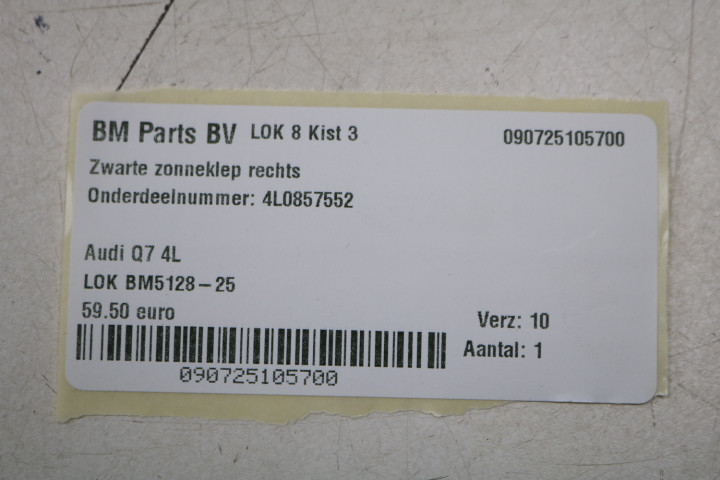 BM Parts BV LOK 8 Kist 3 090725105700
Zwarte zonneklep rechts
Onderdeelnummer: 4L0857552
Audi Q7 4L
LOK BM5128-25
59.50 euro
Verz: 10
Aantal: 1
090725105700